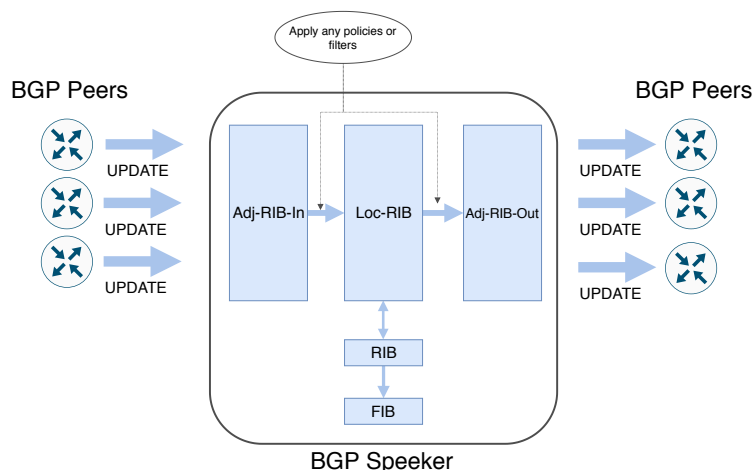 Apply any policies or
filters
BGP Peers
BGP Peers
UPDATE
UPDATE
UPDATE
Adj-RIB-In
Loc-RIB
Adj-RIB-Out
UPDATE
UPDATE
UPDATE
RIB
FIB
BGP Speeker